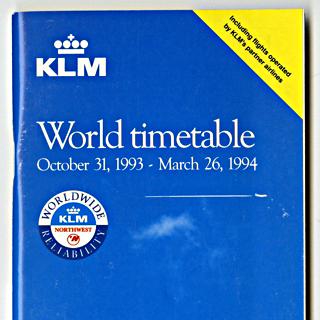 including flights operated
by KLM's partner airlines
KLM
World timetable
October 31, 1993 - March 26, 1994
WORLDWIDE
KLM
NORTHWEST
RELIABILITY